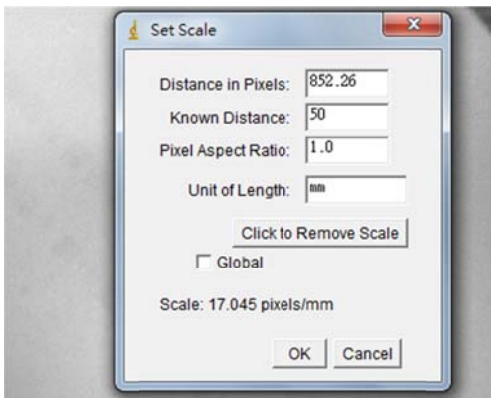 Set Scale
Distance in Pixels: 852.26
Known Distance: 50
Pixel Aspect Ratio: 1.0
Unit of Length: mm
Click to Remove Scale
Global
Scale: 17.045 pixels/mm
OK Cancel